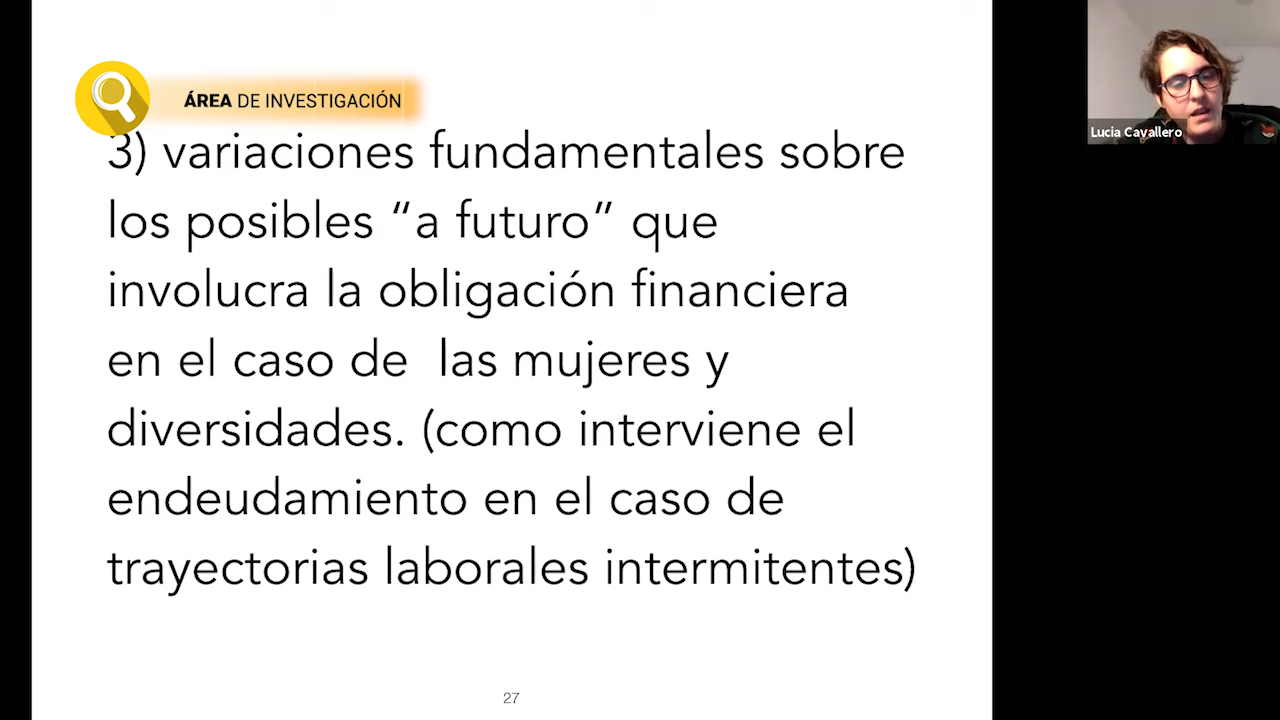 ÁREA DE INVESTIGACIÓN
3) variaciones fundamentales sobre
los posibles “a futuro” que
involucra la obligación financiera
en el caso de  las mujeres y
diversidades. (como interviene el
endeudamiento en el caso de
trayectorias laborales intermitentes)
27
Lucia Cavallero